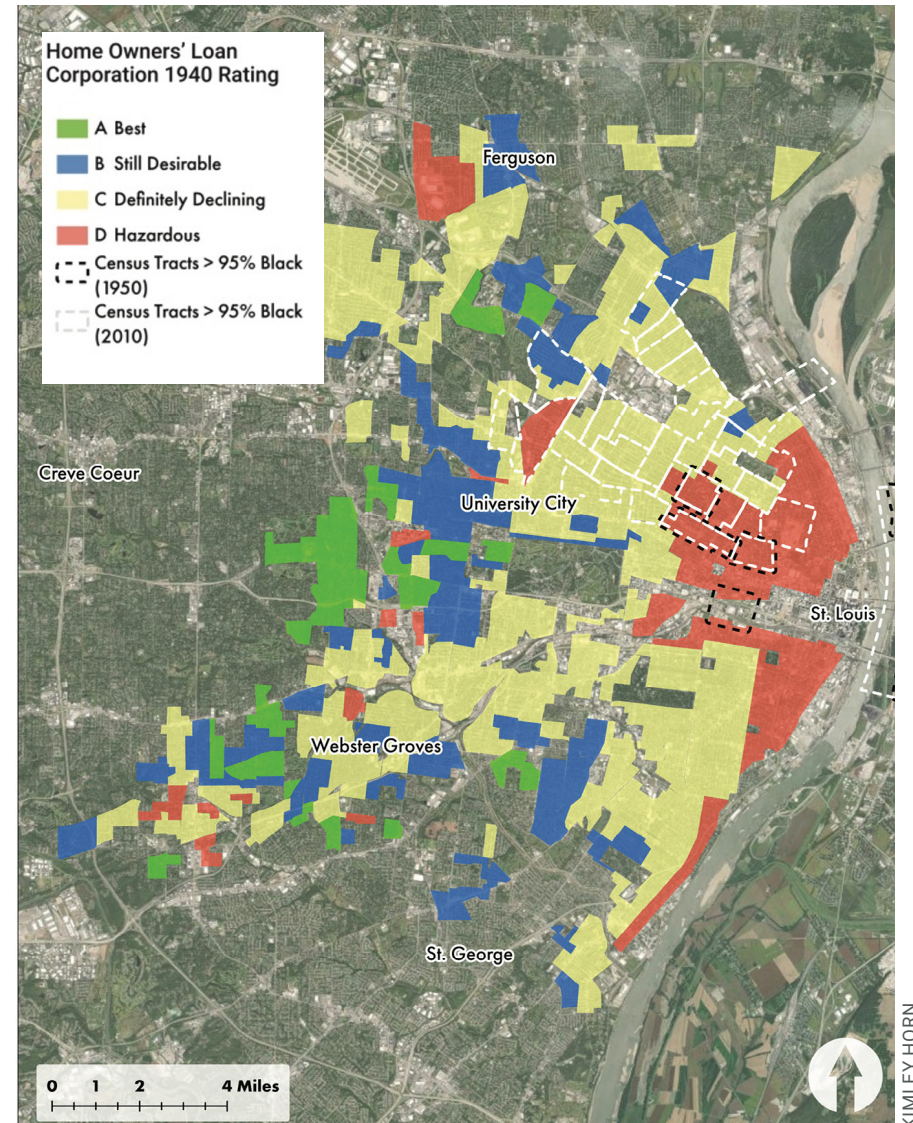 Home Owners' Loan
Corporation 1940 Rating
A Best
B Still Desirable
C Definitely Declining
D Hazardous
Census Tracts > 95% Black
(1950)
Census Tracts > 95% Black
(2010)
Ferguson
Creve Coeur
University City
St. Louis
Webster Groves
St. George
0 1 2 4 Miles
KIMLEY HORN